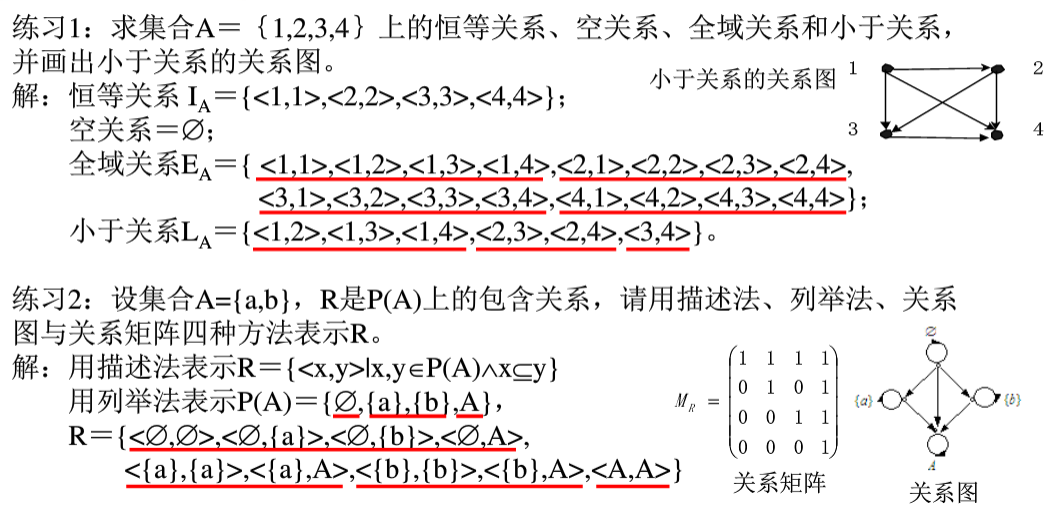 练习1：求集合A＝｛1,2,3,4｝上的恒等关系、空关系、全域关系和小于关系，
并画出小于关系的关系图。
小于关系的关系图
1
2
3
4
解：恒等关系 I_A＝{<1,1>,<2,2>,<3,3>,<4,4>}；
空关系＝∅；
全域关系E_A＝{ <1,1>,<1,2>,<1,3>,<1,4>,<2,1>,<2,2>,<2,3>,<2,4>,
<3,1>,<3,2>,<3,3>,<3,4>,<4,1>,<4,2>,<4,3>,<4,4>}；
小于关系L_A＝{<1,2>,<1,3>,<1,4>,<2,3>,<2,4>,<3,4>}。
练习2：设集合A={a,b}，R是P(A)上的包含关系，请用描述法、列举法、关系
图与关系矩阵四种方法表示R。
解：用描述法表示R＝{<x,y>|x,y∈P(A)∧x⊆y}
用列举法表示P(A)＝{∅,{a},{b},A}，
R＝{<∅,∅>,<∅,{a}>,<∅,{b}>,<∅,A>,
<{a},{a}>,<{a},A>,<{b},{b}>,<{b},A>,<A,A>}
M_R =
1 1 1 1
0 1 0 1
0 0 1 1
0 0 0 1
关系矩阵
∅
{a}
{b}
A
关系图